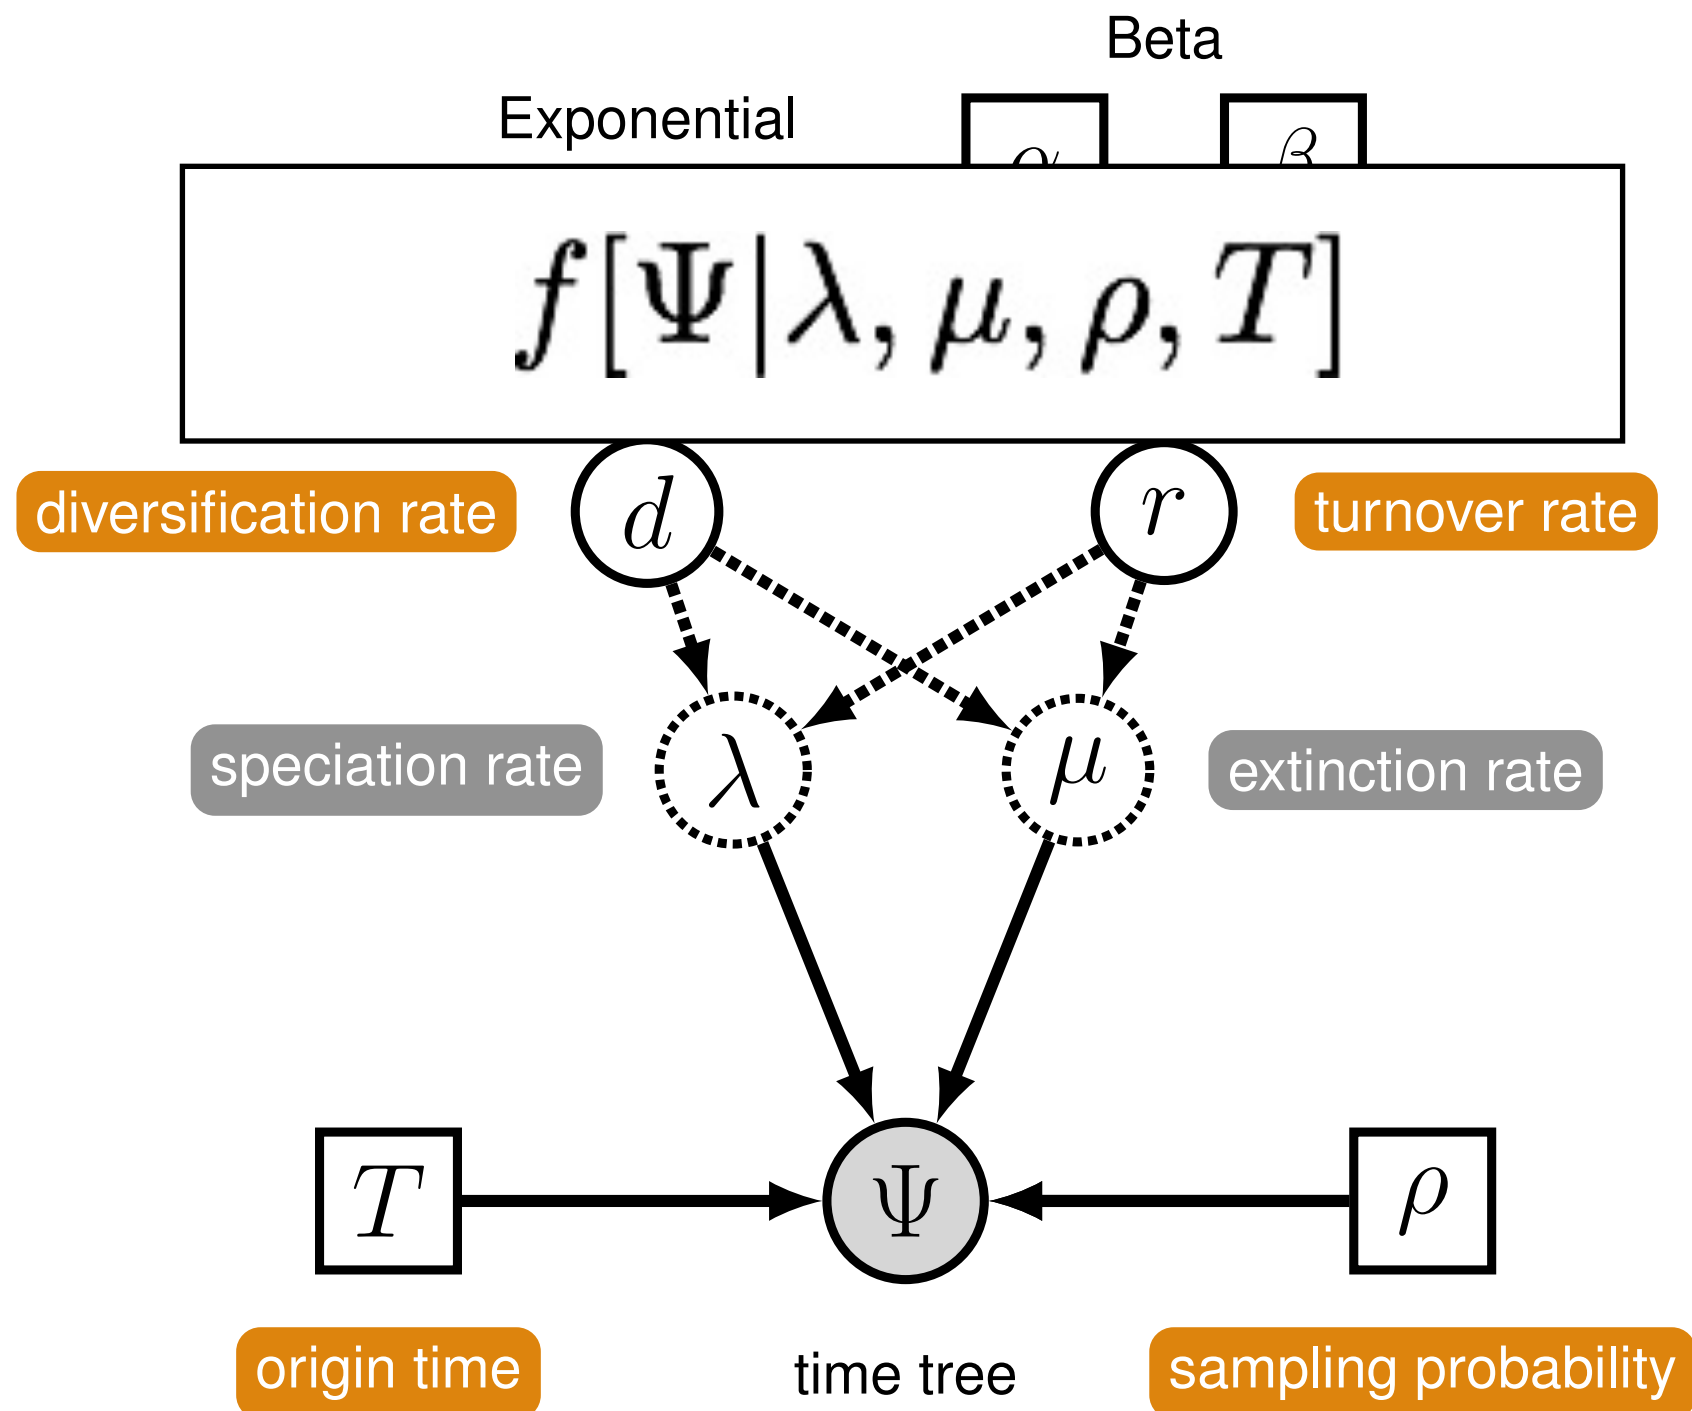 Beta
Exponential
α β
f[Ψ|λ, μ, ρ, T]
diversification rate d r turnover rate
speciation rate λ μ extinction rate
T Ψ ρ
origin time time tree sampling probability